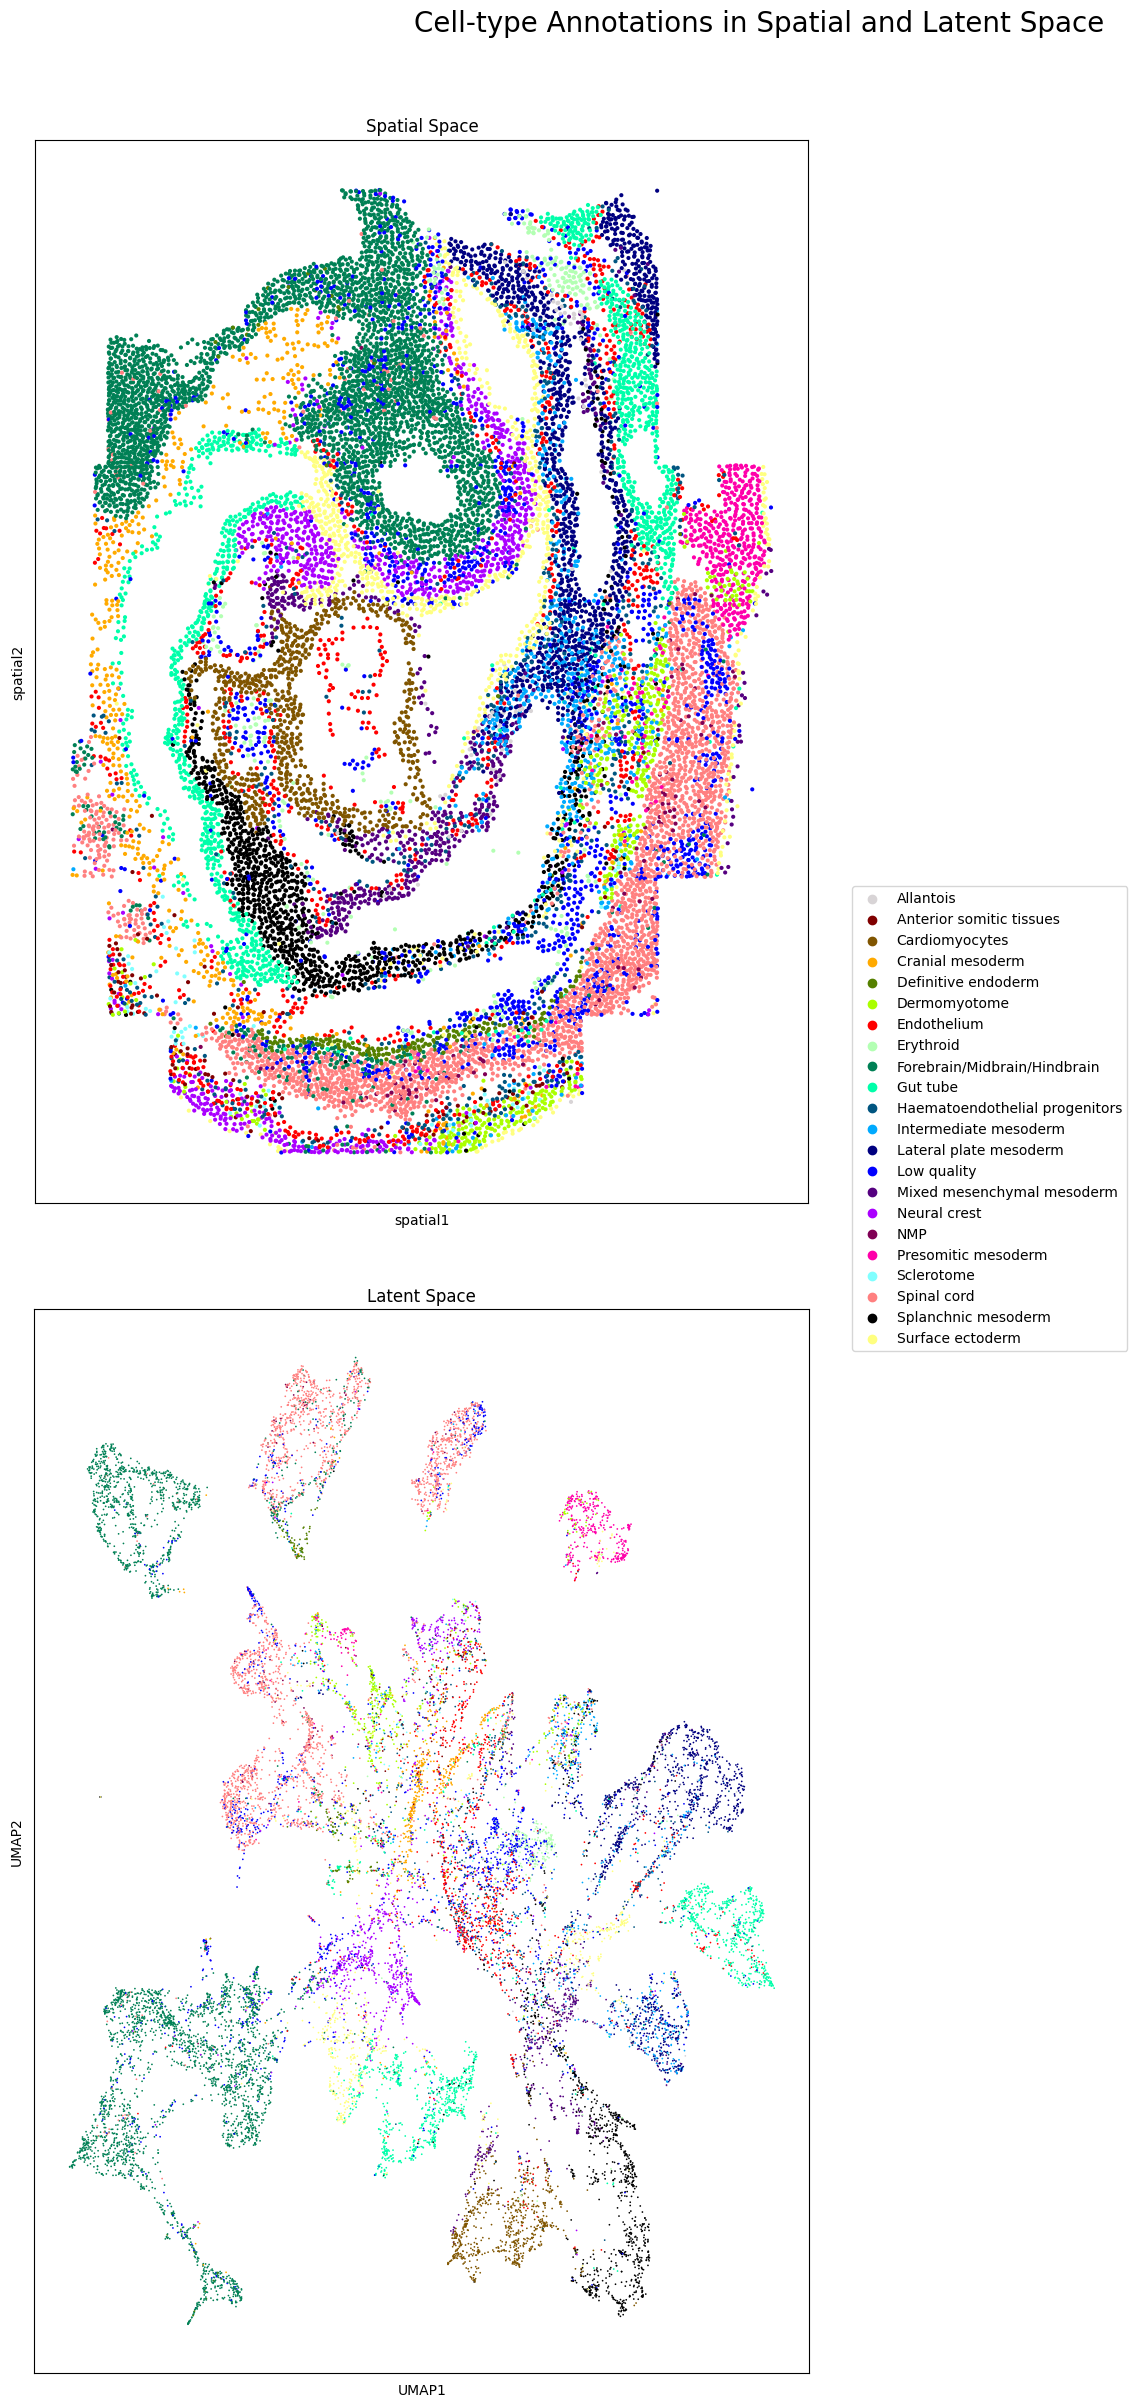 Cell-type Annotations in Spatial and Latent Space
Spatial Space
spatial2
spatial1
Allantois
Anterior somitic tissues
Cardiomyocytes
Cranial mesoderm
Definitive endoderm
Dermomyotome
Endothelium
Erythroid
Forebrain/Midbrain/Hindbrain
Gut tube
Haematoendothelial progenitors
Intermediate mesoderm
Lateral plate mesoderm
Low quality
Mixed mesenchymal mesoderm
Neural crest
NMP
Presomitic mesoderm
Sclerotome
Spinal cord
Splanchnic mesoderm
Surface ectoderm
Latent Space
UMAP2
UMAP1